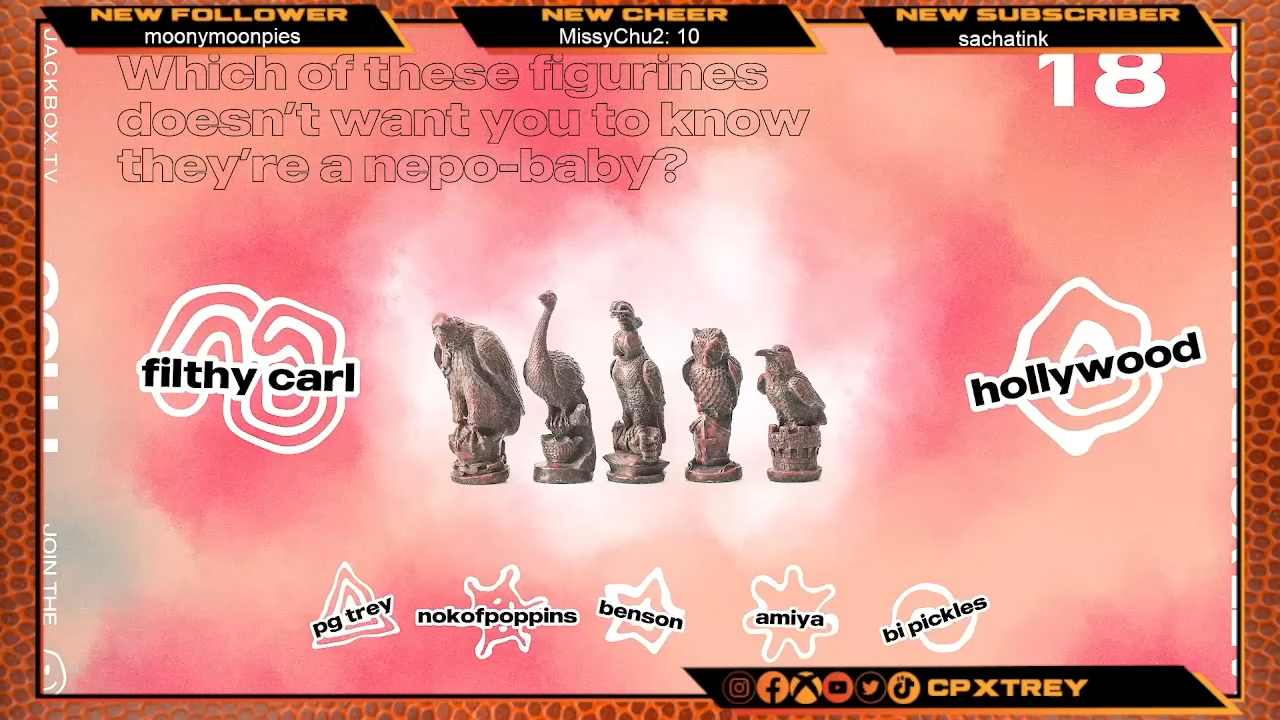 NEW FOLLOWER
moonymoonpies
NEW CHEER
MissyChu2: 10
NEW SUBSCRIBER
sachatink
JACKBOX.TV
Which of these figurines
doesn't want you to know
they're a nepo-baby?
18
filthy carl
hollywood
JOIN THE
pg trey
nokofpoppins
benson
amiya
bi pickles
CPXTREY